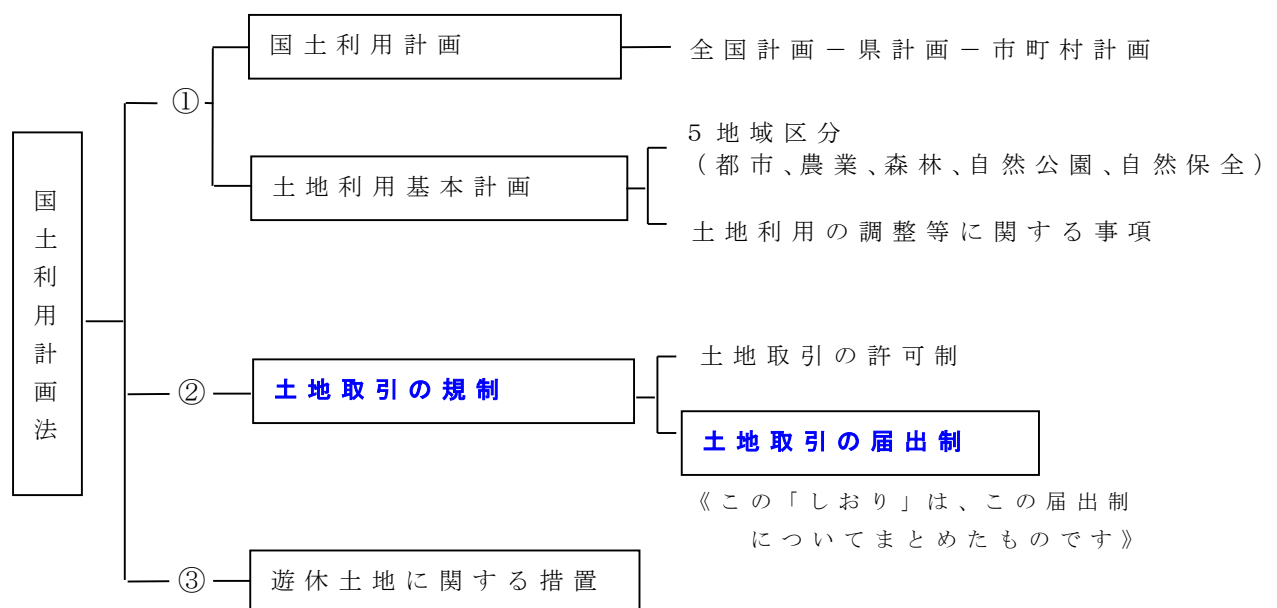 国土利用計画法
①
国土利用計画
全国計画－県計画－市町村計画
土地利用基本計画
5地域区分
（都市、農業、森林、自然公園、自然保全）
土地利用の調整等に関する事項
②
土地取引の規制
土地取引の許可制
土地取引の届出制
《この「しおり」は、この届出制
についてまとめたものです》
③
遊休土地に関する措置